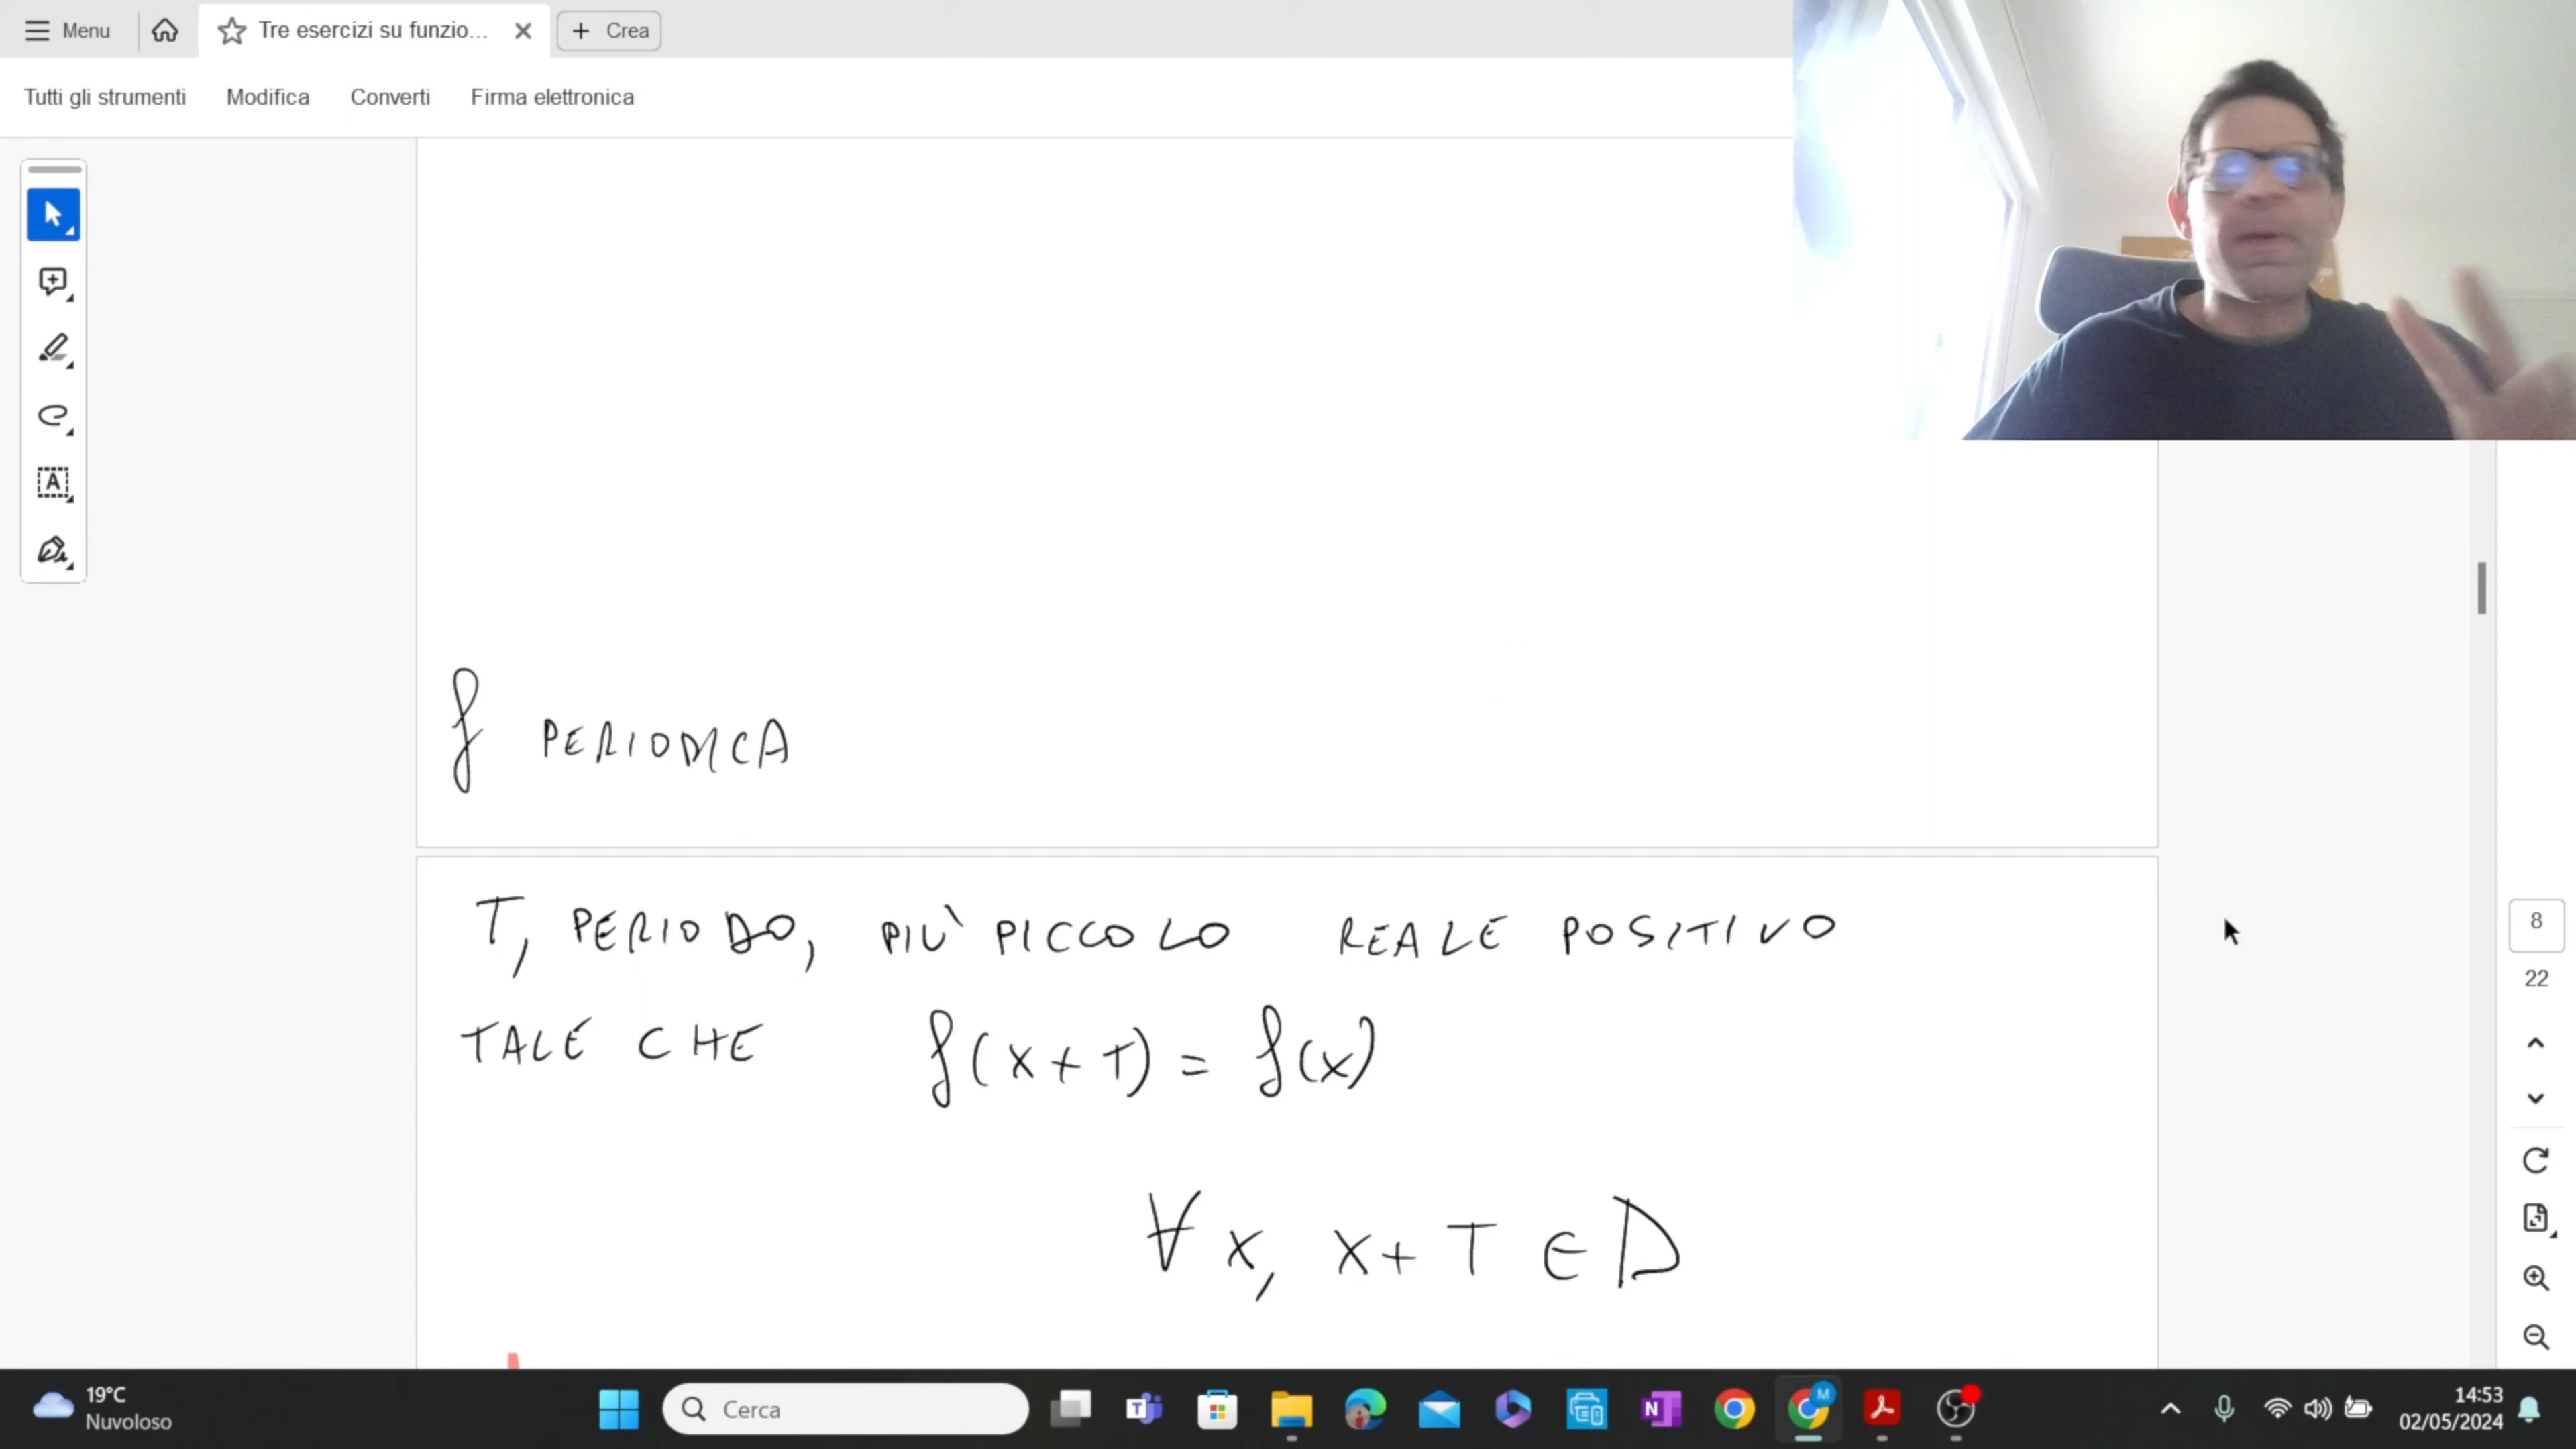 Menu
Tre esercizi su funzio...
Crea
Tutti gli strumenti
Modifica
Converti
Firma elettronica
f PERIODICA
T, PERIODO, PIÙ PICCOLO REALE POSITIVO
TALE CHE f(x+T) = f(x)
∀ x, x+T ∈ D
8
22
19°C
Nuvoloso
Cerca
14:53
02/05/2024